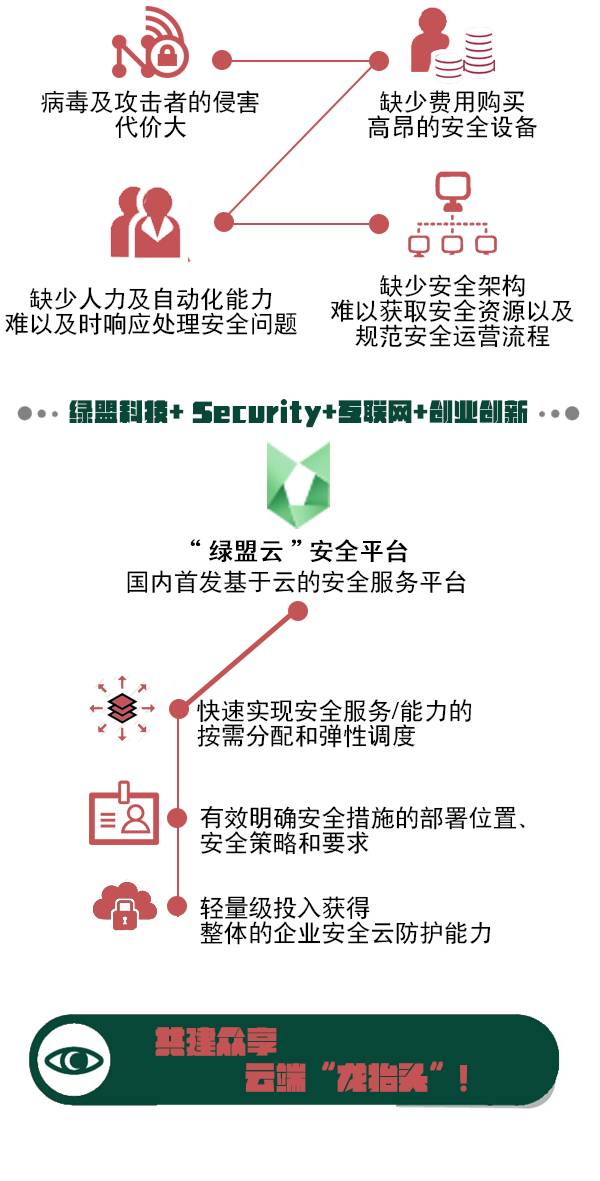 病毒及攻击者的侵害
代价大
缺少费用购买
高昂的安全设备
缺少人力及自动化能力
难以及时响应处理安全问题
缺少安全架构
难以获取安全资源以及
规范安全运营流程
绿盟科技+ Security+互联网+创业创新
“绿盟云”安全平台
国内首发基于云的安全服务平台
快速实现安全服务/能力的
按需分配和弹性调度
有效明确安全措施的部署位置、
安全策略和要求
轻量级投入获得
整体的企业安全云防护能力
共建众享
云端“龙抬头”！